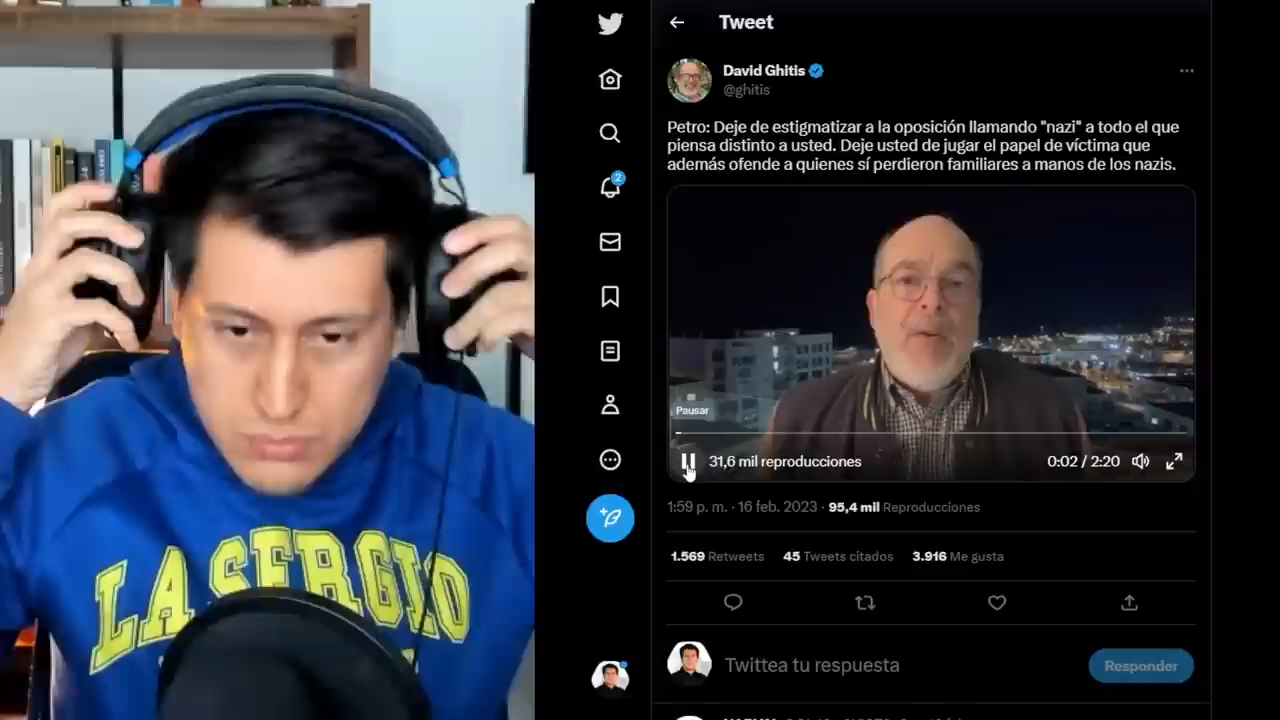 LA SERGIO
2
Tweet
David Ghitis
@ghitis
Petro: Deje de estigmatizar a la oposición llamando "nazi" a todo el que
piensa distinto a usted. Deje usted de jugar el papel de víctima que
además ofende a quienes sí perdieron familiares a manos de los nazis.
Pausar
31,6 mil reproducciones
0:02 / 2:20
1:59 p. m. · 16 feb. 2023 · 95,4 mil Reproducciones
1.569 Retweets 45 Tweets citados 3.916 Me gusta
Twittea tu respuesta
Responder